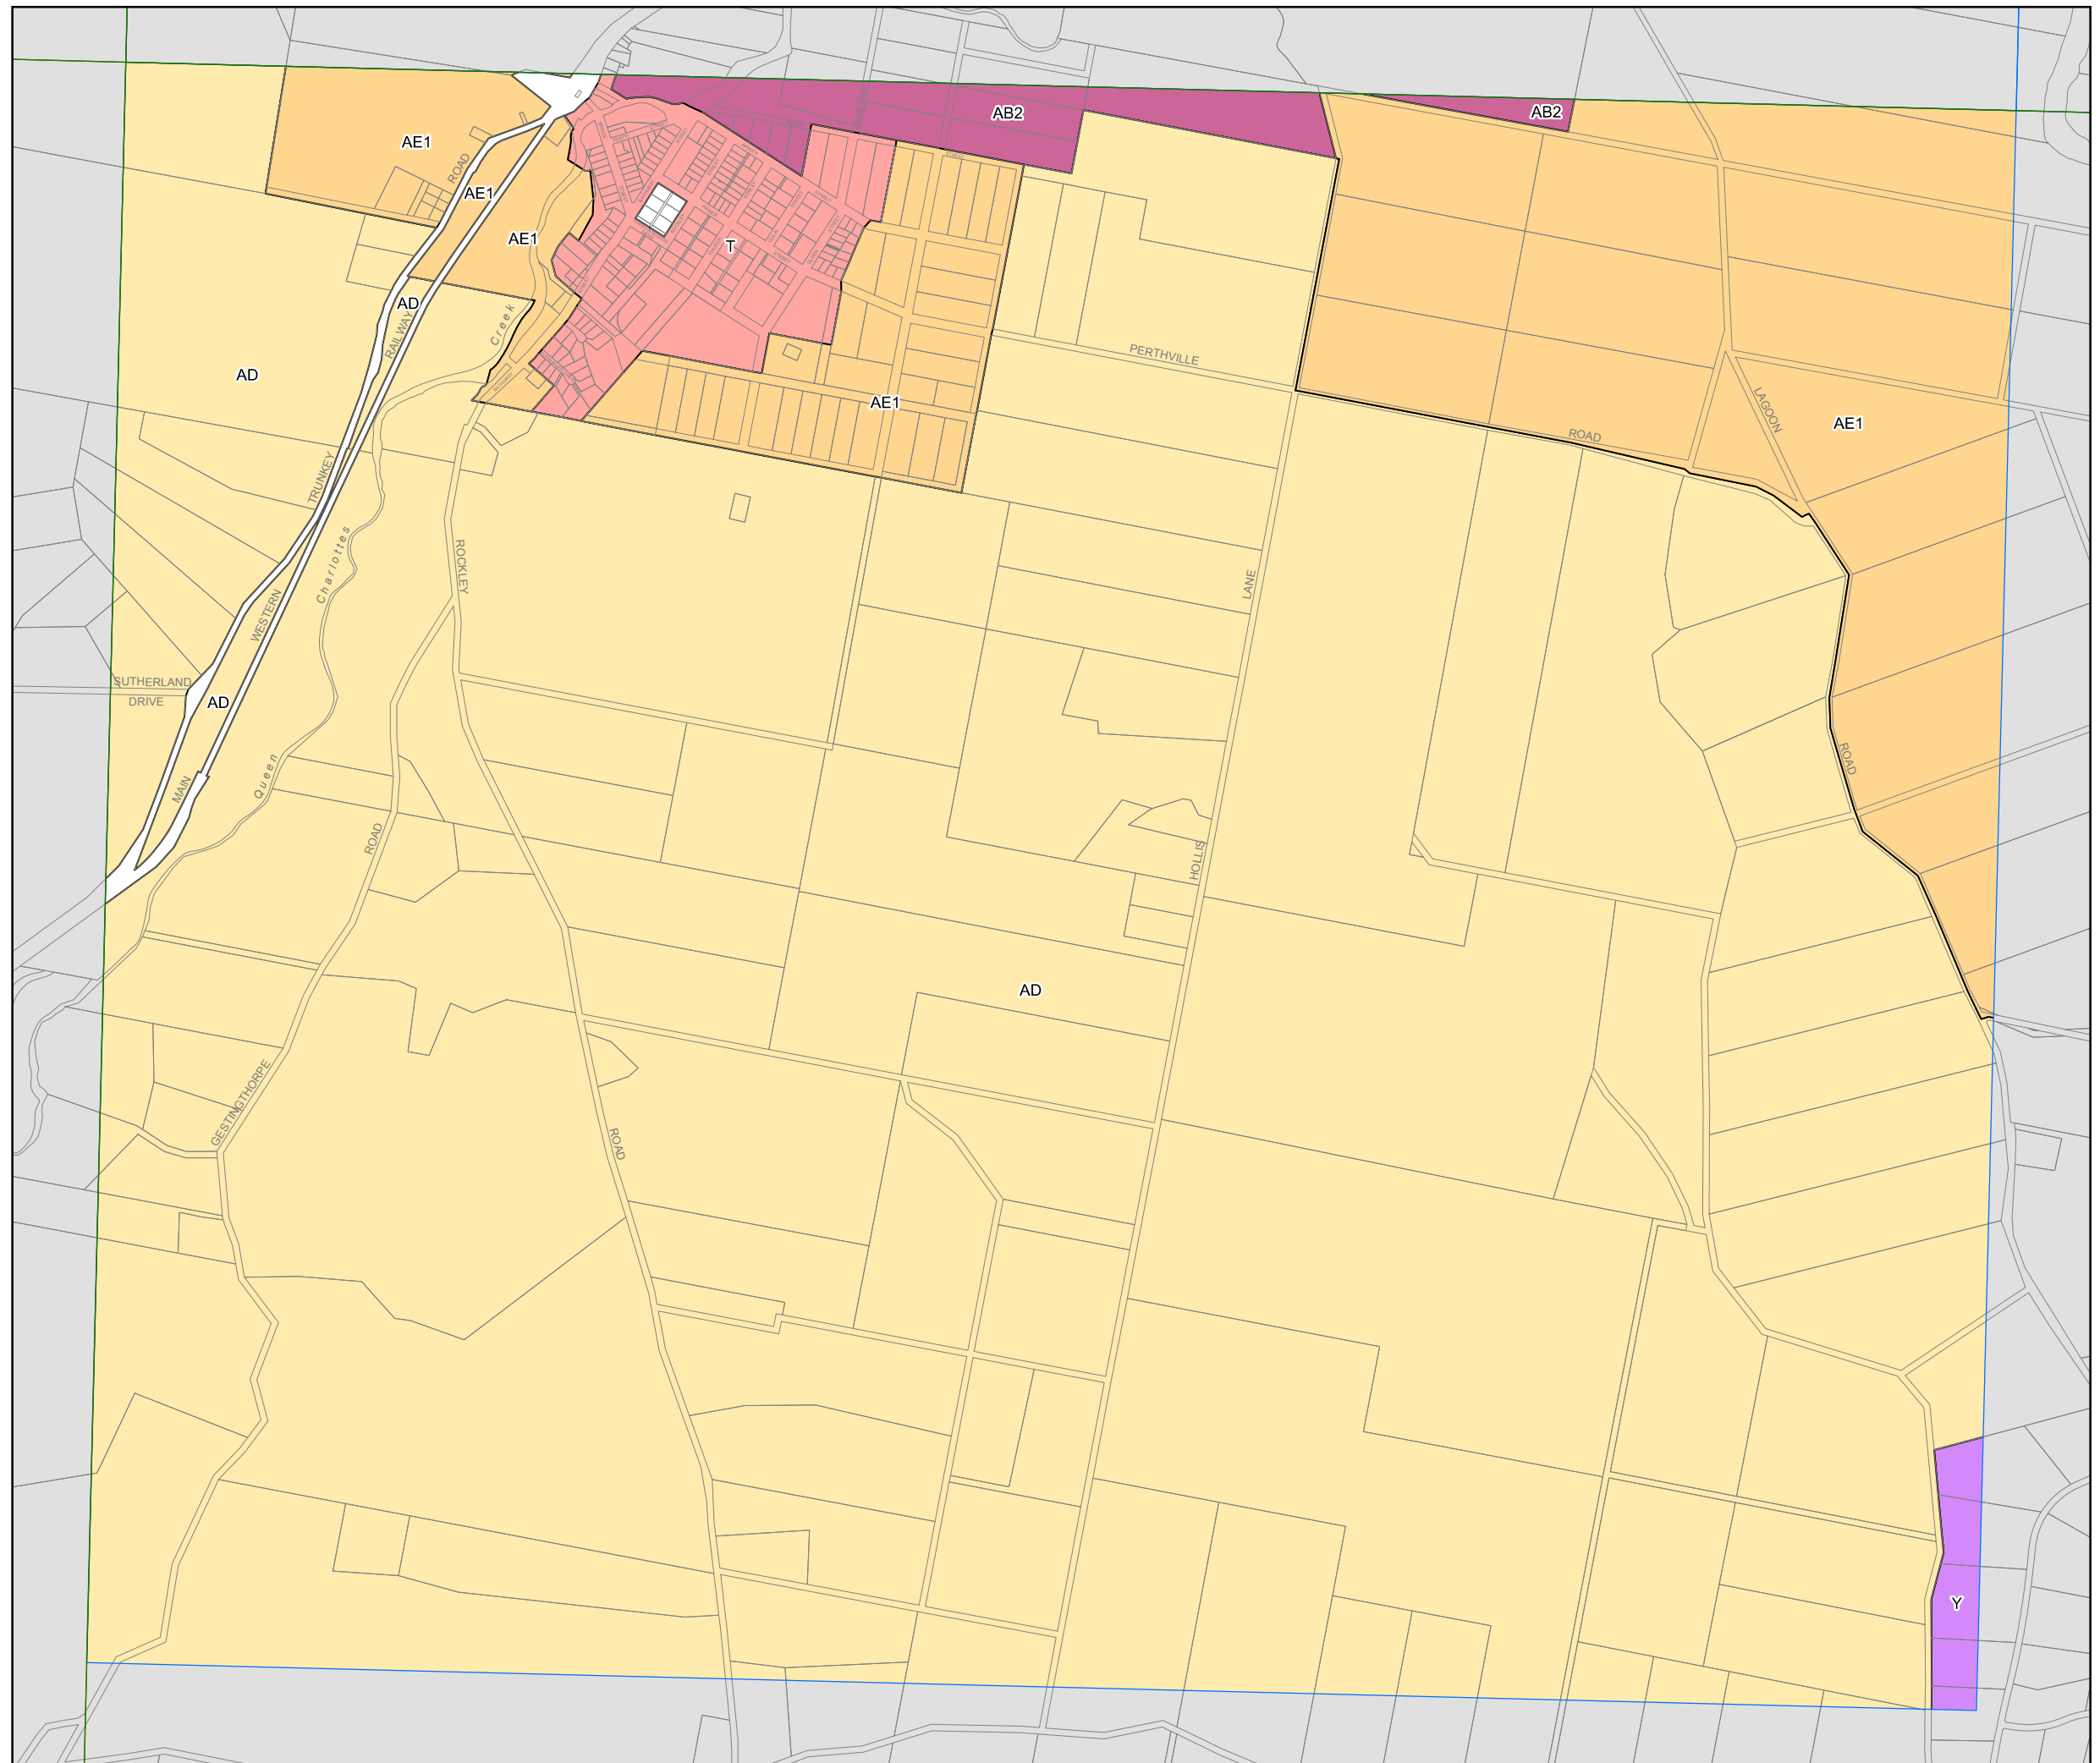 AB2
AB2
AE1
ROAD
AE1
AE1
T
AD
RAILWAY
Creek
PERTHVILLE
AD
AE1
LAGOON
AE1
ROAD
TRUNKEY
Charlottes
ROCKLEY
LANE
WESTERN
SUTHERLAND
DRIVE
AD
Queen
MAIN
ROAD
ROAD
HOLLIS
AD
GESTINGTHORPE
ROAD
Y